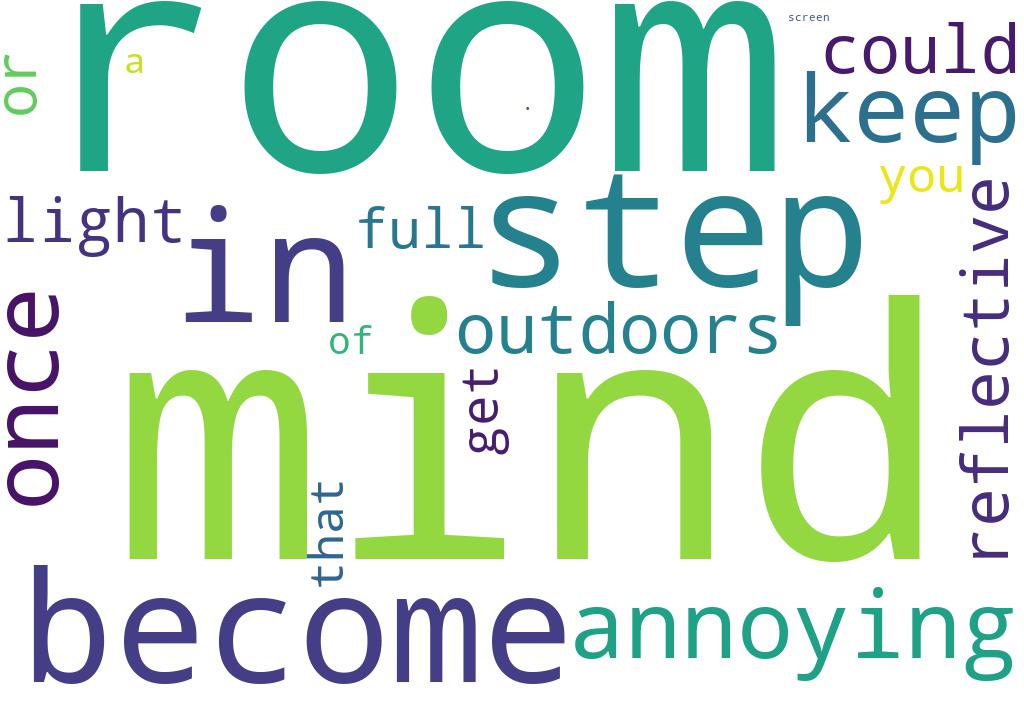 room
screen
could
or
a
.
keep
you
light
in
full
step
reflective
once
of
outdoors
mind
get
that
become
annoying